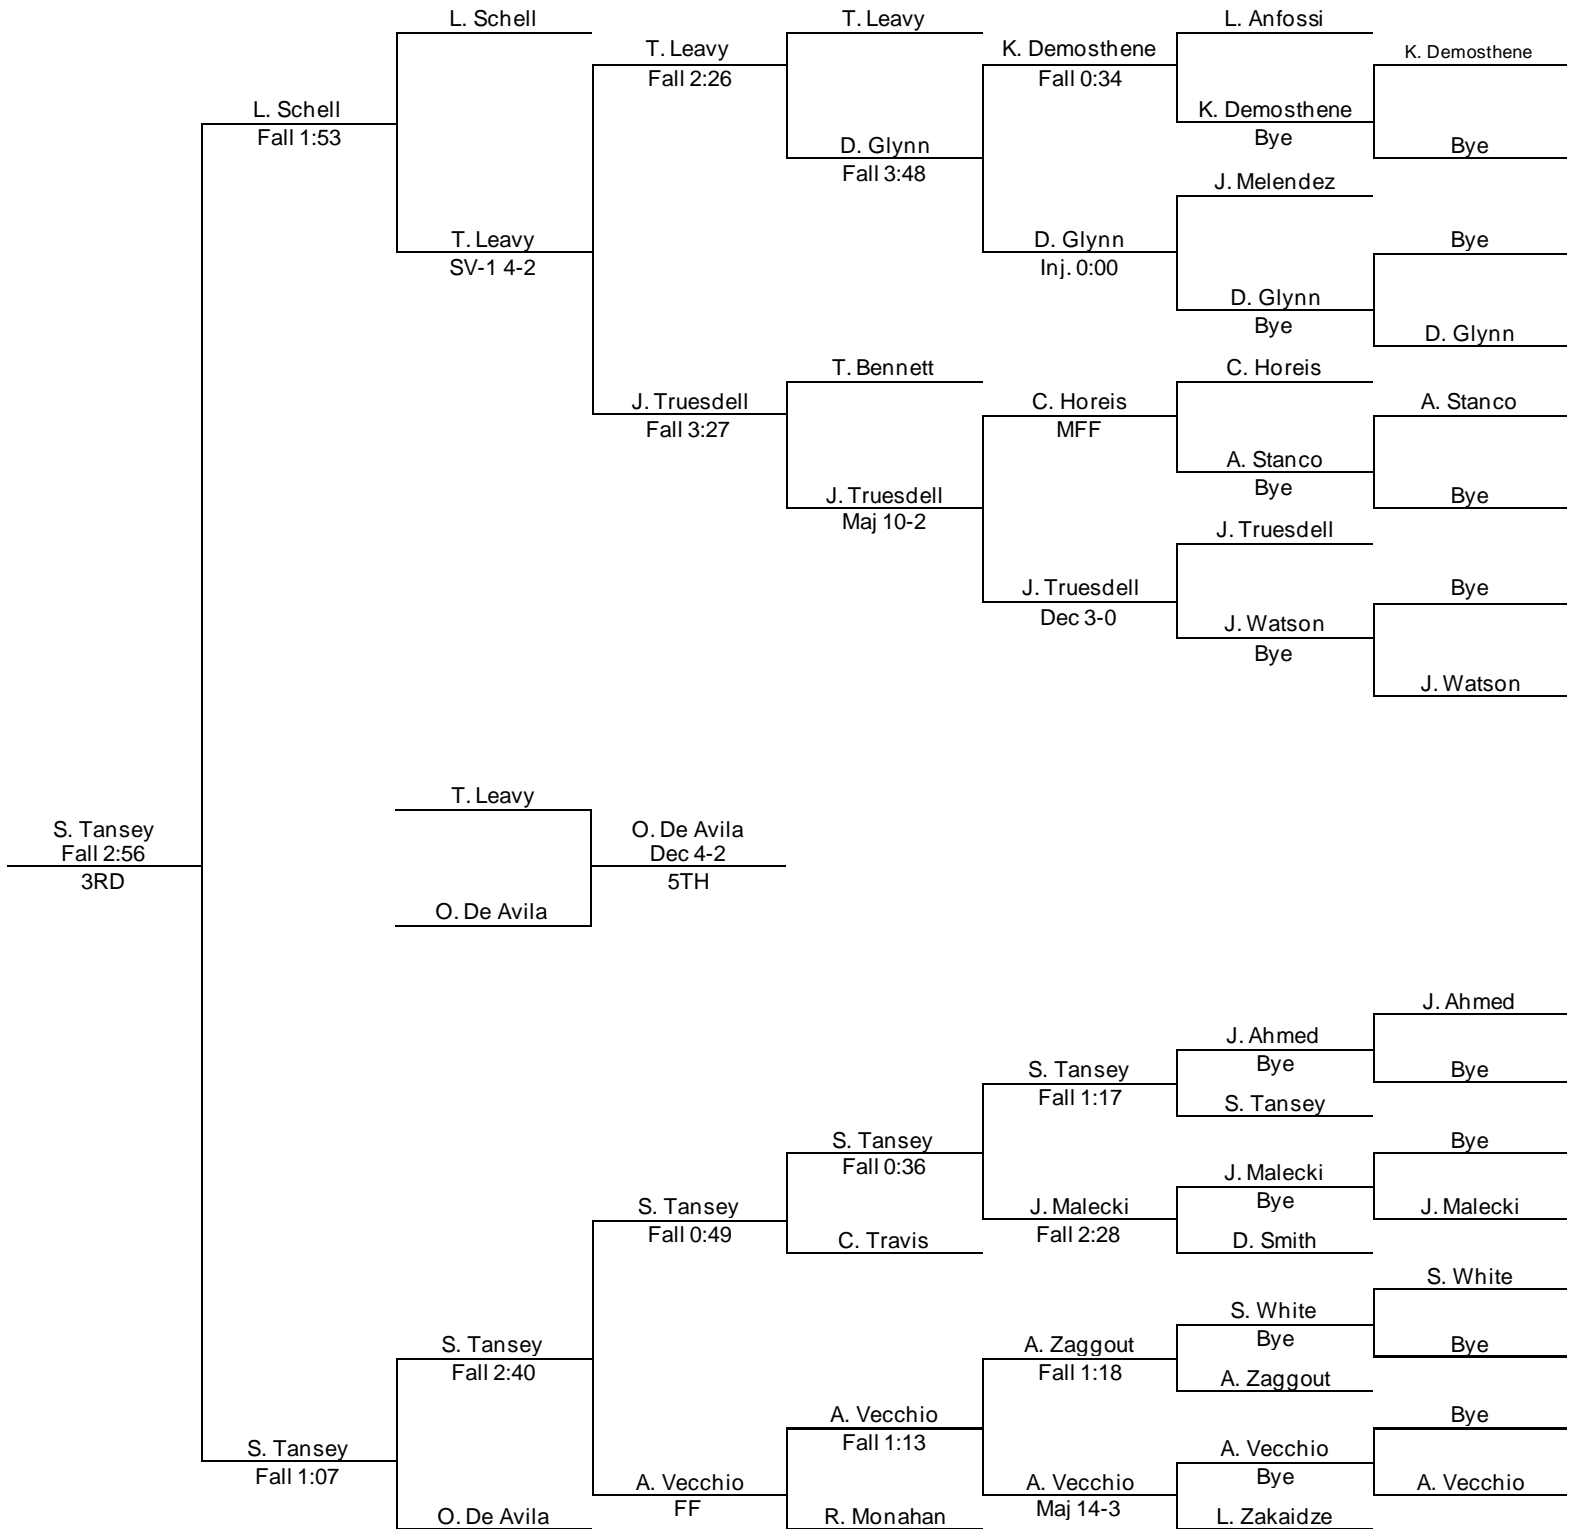 L. Schell
T. Leavy
L. Anfossi
T. Leavy
Fall 2:26
K. Demosthene
Fall 0:34
K. Demosthene
L. Schell
Fall 1:53
K. Demosthene
Bye
D. Glynn
Fall 3:48
Bye
J. Melendez
T. Leavy
SV-1 4-2
D. Glynn
Inj. 0:00
Bye
D. Glynn
Bye
D. Glynn
T. Bennett
C. Horeis
J. Truesdell
Fall 3:27
C. Horeis
MFF
A. Stanco
A. Stanco
Bye
J. Truesdell
Maj 10-2
Bye
J. Truesdell
J. Truesdell
Dec 3-0
Bye
J. Watson
Bye
J. Watson
T. Leavy
S. Tansey
Fall 2:56
3RD
O. De Avila
Dec 4-2
5TH
O. De Avila
J. Ahmed
J. Ahmed
Bye
S. Tansey
Fall 1:17
Bye
S. Tansey
S. Tansey
Fall 0:36
Bye
J. Malecki
Bye
S. Tansey
Fall 0:49
J. Malecki
Fall 2:28
J. Malecki
C. Travis
D. Smith
S. White
S. White
Bye
S. Tansey
Fall 2:40
A. Zaggout
Fall 1:18
Bye
A. Zaggout
A. Vecchio
Fall 1:13
Bye
S. Tansey
Fall 1:07
A. Vecchio
Bye
A. Vecchio
FF
A. Vecchio
Maj 14-3
A. Vecchio
O. De Avila
R. Monahan
L. Zakaidze